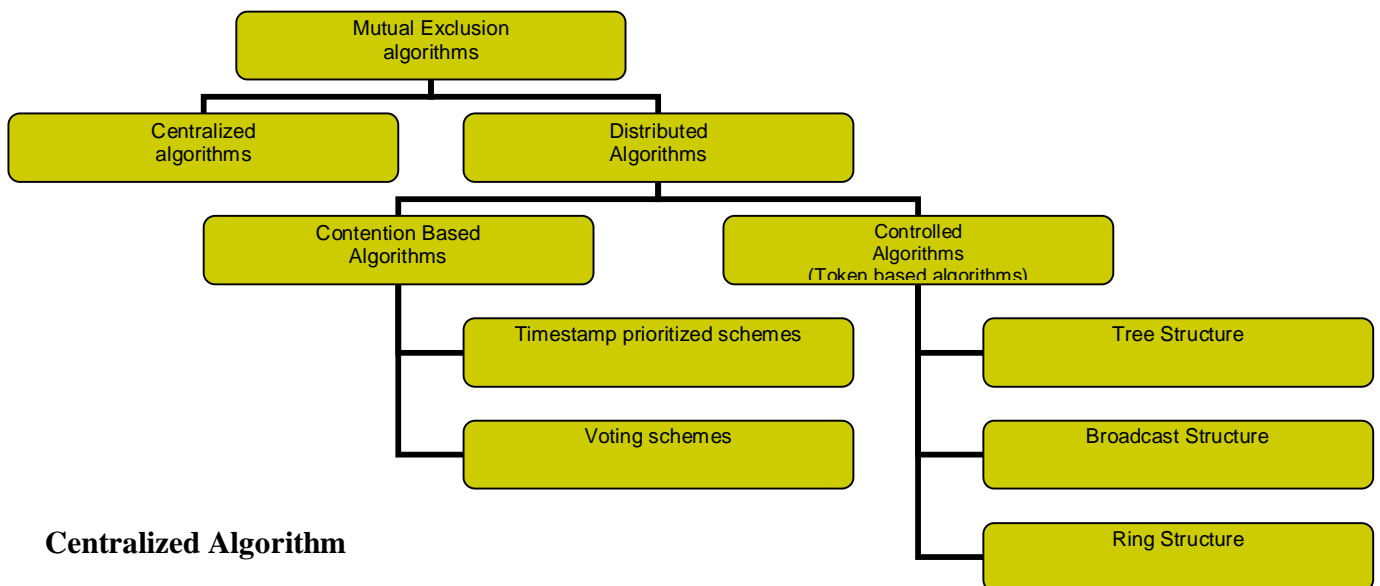 Mutual Exclusion
algorithms
Centralized
algorithms
Distributed
Algorithms
Contention Based
Algorithms
Controlled
Algorithms
(Token based algorithms)
Timestamp prioritized schemes
Tree Structure
Voting schemes
Broadcast Structure
Ring Structure
Centralized Algorithm